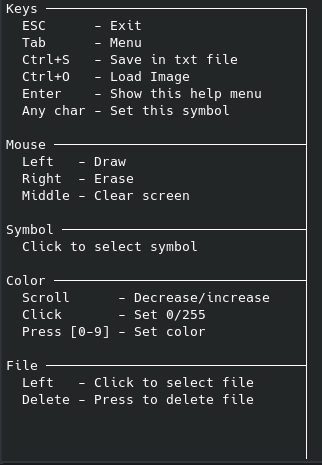 Keys
ESC – Exit
Tab – Menu
Ctrl+S – Save in txt file
Ctrl+O – Load Image
Enter – Show this help menu
Any char – Set this symbol
Mouse
Left – Draw
Right – Erase
Middle – Clear screen
Symbol
Click to select symbol
Color
Scroll – Decrease/increase
Click – Set 0/255
Press [0–9] – Set color
File
Left – Click to select file
Delete – Press to delete file